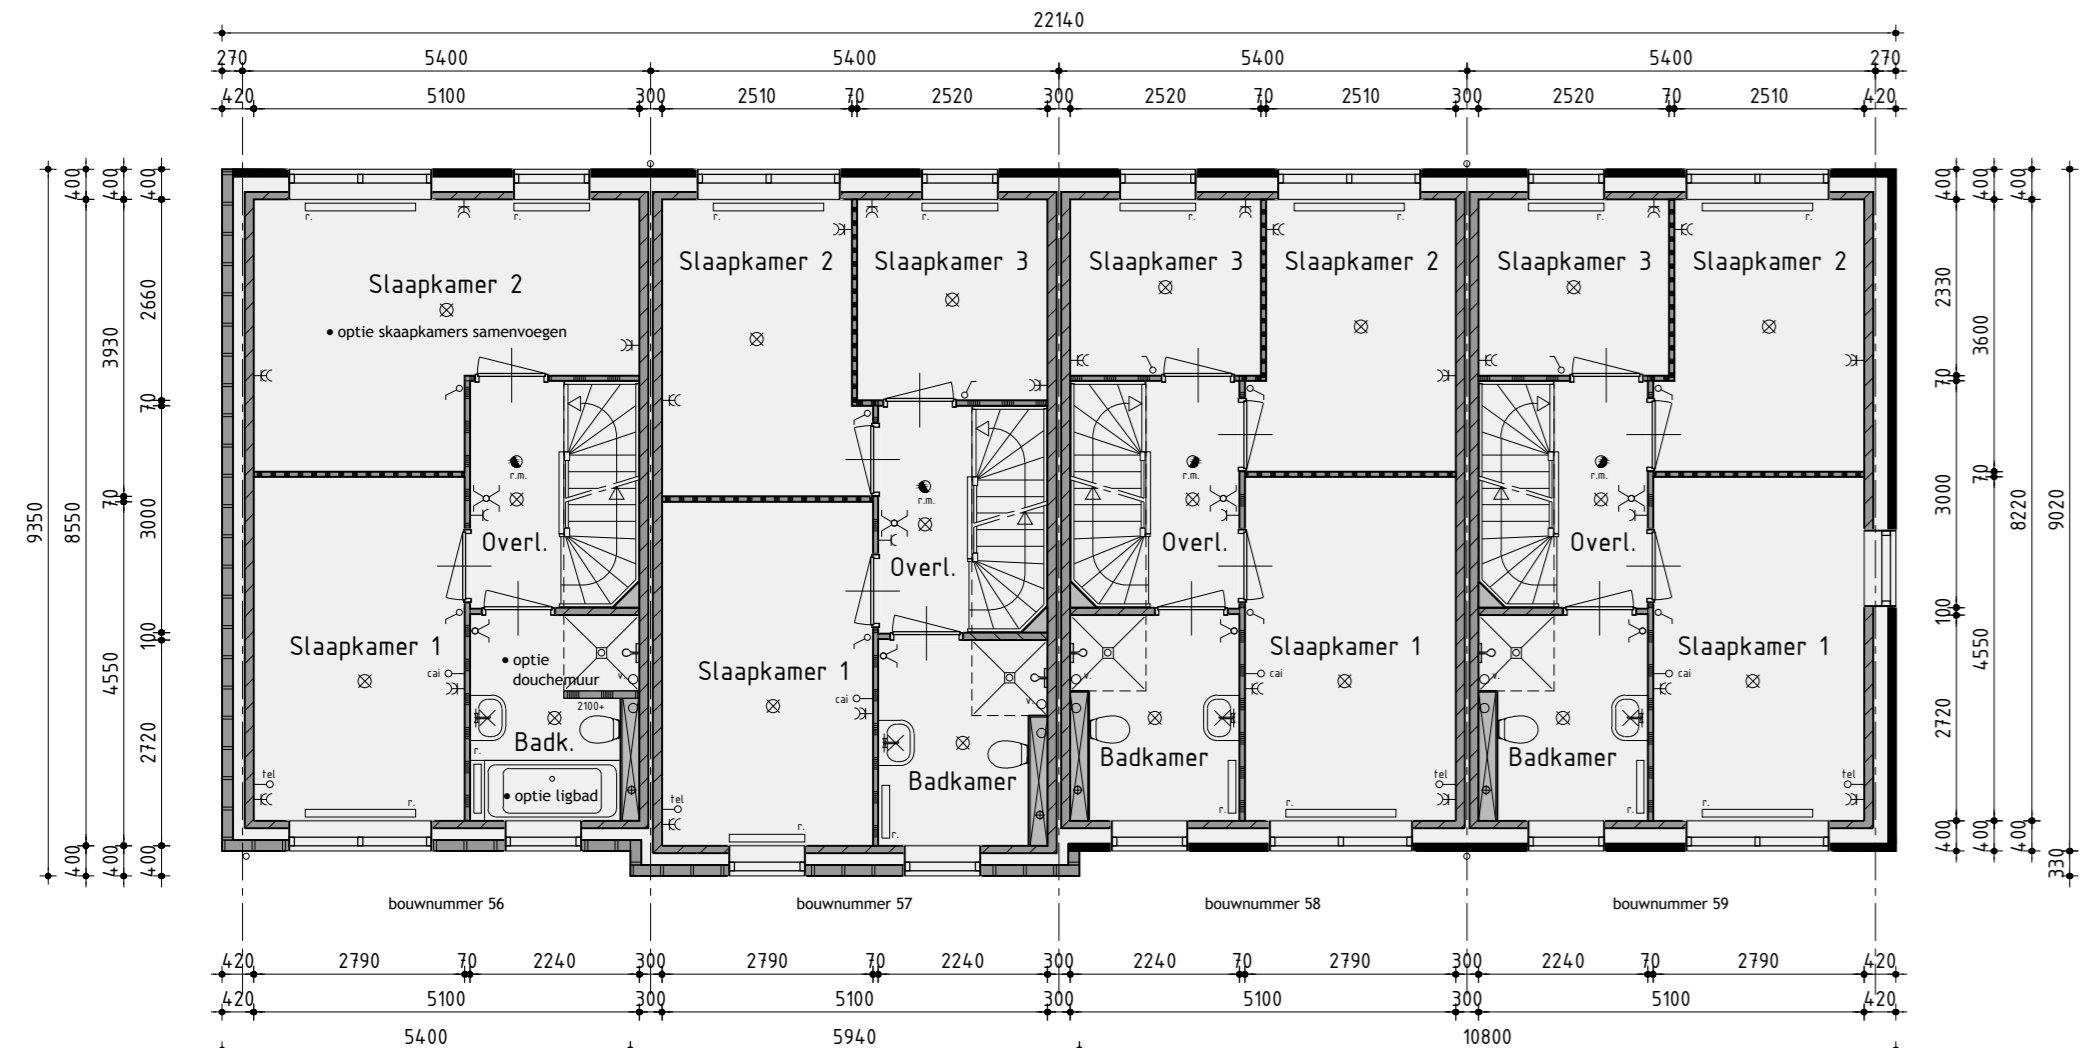 22140
270 5400 5400 5400 5400 270
420 5100 300 2510 70 2520 300 2520 70 2510 300 2520 70 2510 420
9350
400 8550 400
400 3930 70 4550 400
400 2660 70 3000 100 2720 400
r. r. r. r. r. r. r. r.
Slaapkamer 2
• optie skaapkamers samenvoegen
r.m.
Overl.
Slaapkamer 1
cai
tel
r.
• optie
douchemuur
v.
2100+
Badk.
r.
• optie ligbad
Slaapkamer 2
Slaapkamer 3
r.m.
Overl.
Slaapkamer 1
cai
tel
r.
v.
Badkamer
r.
Slaapkamer 3
Slaapkamer 2
r.m.
Overl.
Slaapkamer 1
cai
tel
r.
v.
Badkamer
r.
Slaapkamer 3
Slaapkamer 2
r.m.
Overl.
Slaapkamer 1
cai
tel
r.
v.
Badkamer
r.
400 2330 70 3000 100 2720 400
400 3600 70 4550 400
400 8220 400
9020 330
bouwnummer 56
bouwnummer 57
bouwnummer 58
bouwnummer 59
420 2790 70 2240 300 2790 70 2240 300 2240 70 2790 300 2240 70 2790 420
420 5100 300 5100 300 5100 300 5100 420
5400 5940 10800